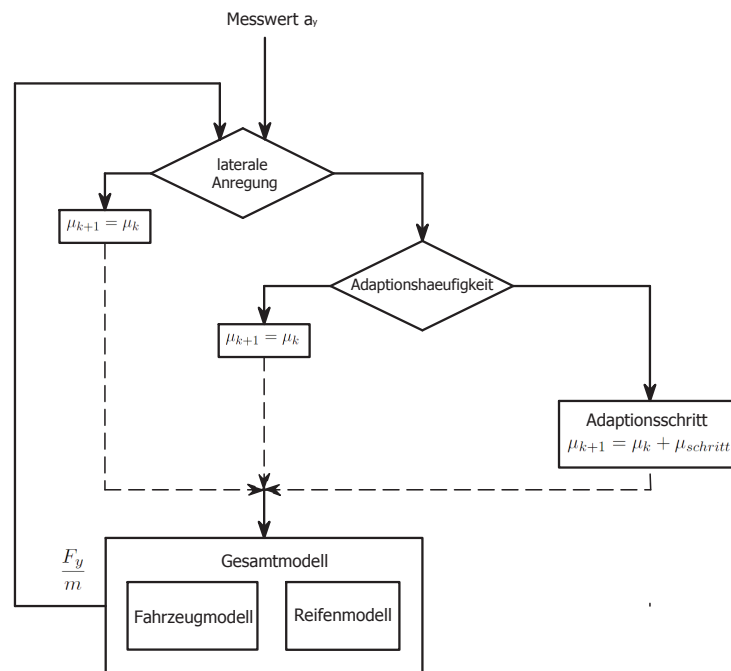 Messwert aᵧ
laterale
Anregung
μ_{k+1} = μ_k
Adaptionshaeufigkeit
μ_{k+1} = μ_k
Adaptionsschritt
μ_{k+1} = μ_k + μ_{schritt}
F_y
m
Gesamtmodell
Fahrzeugmodell
Reifenmodell